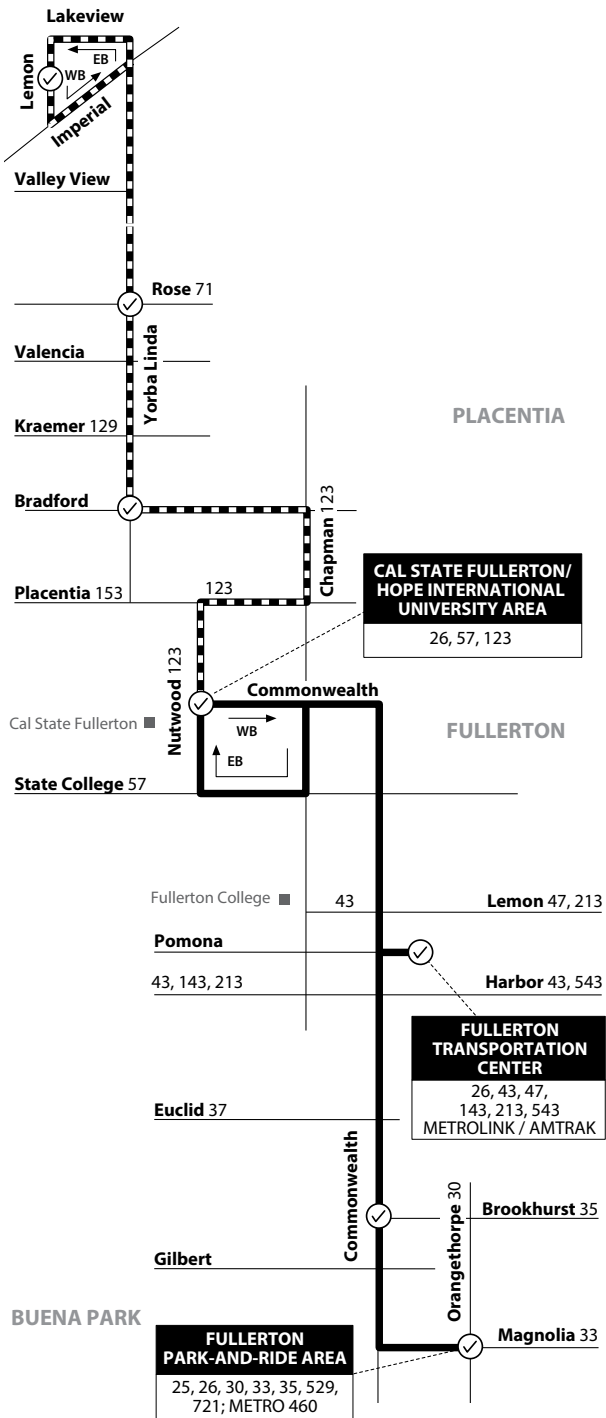 Lakeview
EB
WB
Lemon
Imperial
Valley View
Rose 71
Yorba Linda
Valencia
PLACENTIA
Kraemer 129
Bradford
Chapman 123
CAL STATE FULLERTON/
HOPE INTERNATIONAL
UNIVERSITY AREA
26, 57, 123
Placentia 153
123
Nutwood 123
Commonwealth
Cal State Fullerton
WB
FULLERTON
EB
State College 57
Fullerton College
43
Lemon 47, 213
Pomona
43, 143, 213
Harbor 43, 543
FULLERTON
TRANSPORTATION
CENTER
26, 43, 47,
143, 213, 543
METROLINK / AMTRAK
Euclid 37
Commonwealth
Orangethorpe 30
Brookhurst 35
Gilbert
BUENA PARK
Magnolia 33
FULLERTON
PARK-AND-RIDE AREA
25, 26, 30, 33, 35, 529,
721; METRO 460